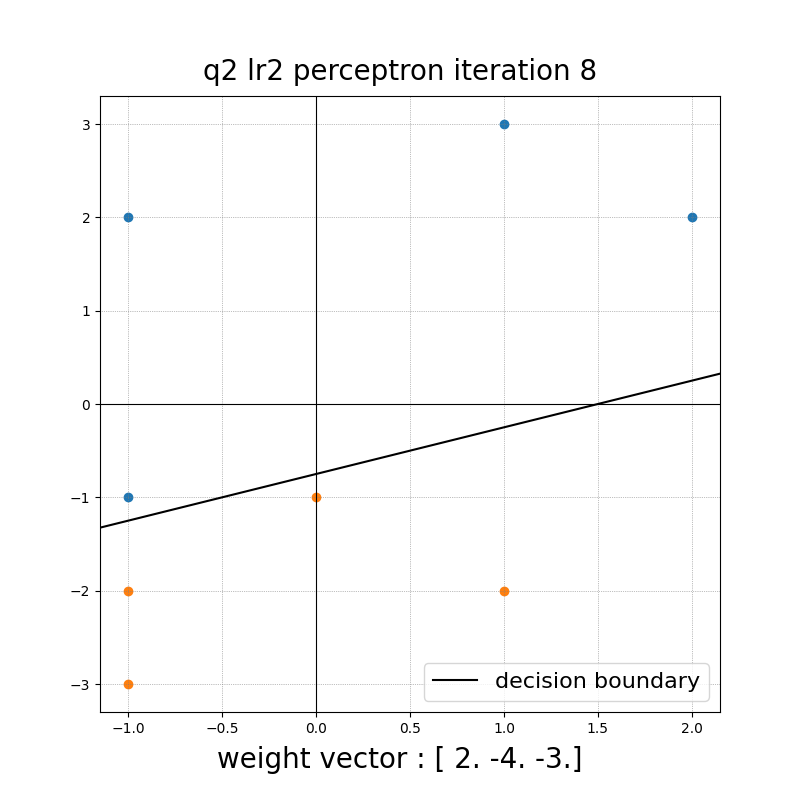 q2 lr2 perceptron iteration 8
3
2
1
0
−1
−2
−3
−1.0 −0.5 0.0 0.5 1.0 1.5 2.0
decision boundary
weight vector : [ 2. -4. -3.]